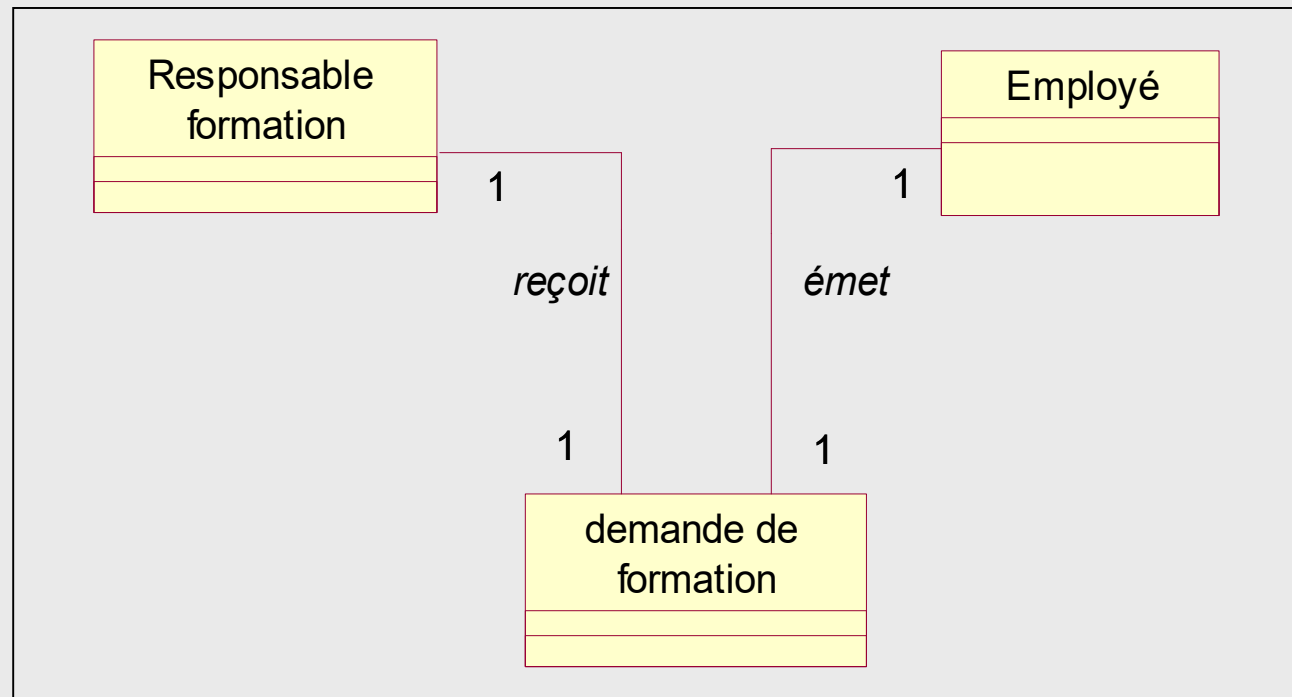 Responsable
formation
Employé
1
1
reçoit
émet
1
1
demande de
formation